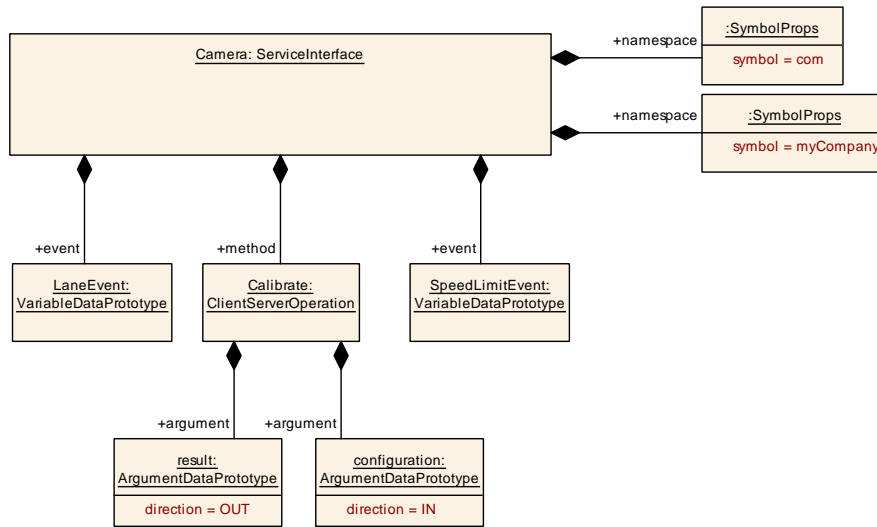 Camera: ServiceInterface
+namespace
:SymbolProps
symbol = com
+namespace
:SymbolProps
symbol = myCompany
+event
+method
+event
LaneEvent:
VariableDataPrototype
Calibrate:
ClientServerOperation
SpeedLimitEvent:
VariableDataPrototype
+argument
+argument
result:
ArgumentDataPrototype
direction = OUT
configuration:
ArgumentDataPrototype
direction = IN